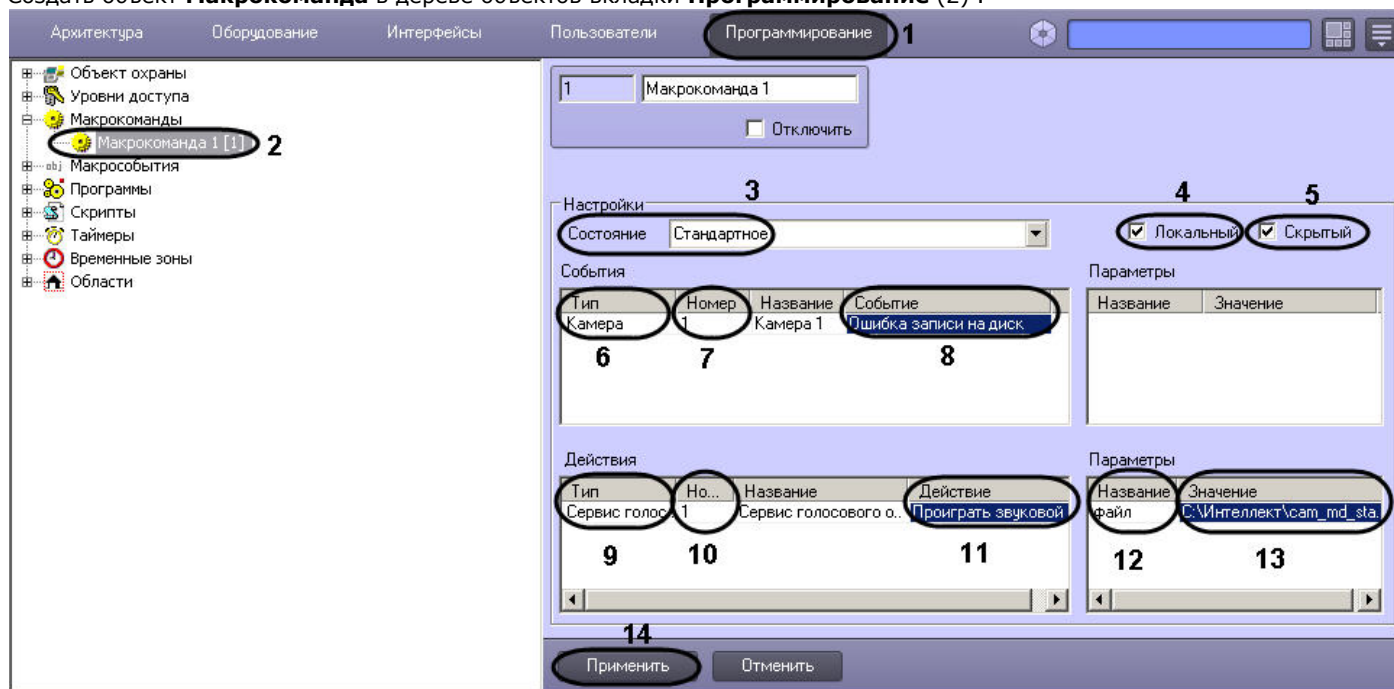 Создать объект Макрокоманда в дереве объектов вкладки Программирование (2) .
Архитектура Оборудование Интерфейсы Пользователи Программирование 1
Объект охраны
Уровни доступа
Макрокоманды
Макрокоманда 1 [1] 2
Макрособытия
Программы
Скрипты
Таймеры
Временные зоны
Области
1 Макрокоманда 1
Отключить
3 4 5
Настройки
Состояние Стандартное Локальный Скрытый
События Параметры
Тип Номер Название Событие Название Значение
Камера 1 Камера 1 Ошибка записи на диск
6 7 8
Действия Параметры
Тип Но... Название Действие Название Значение
Сервис голос 1 Сервис голосового о.. Проиграть звуковой файл C:\Интеллект\cam_md_sta.
9 10 11 12 13
14
Применить Отменить